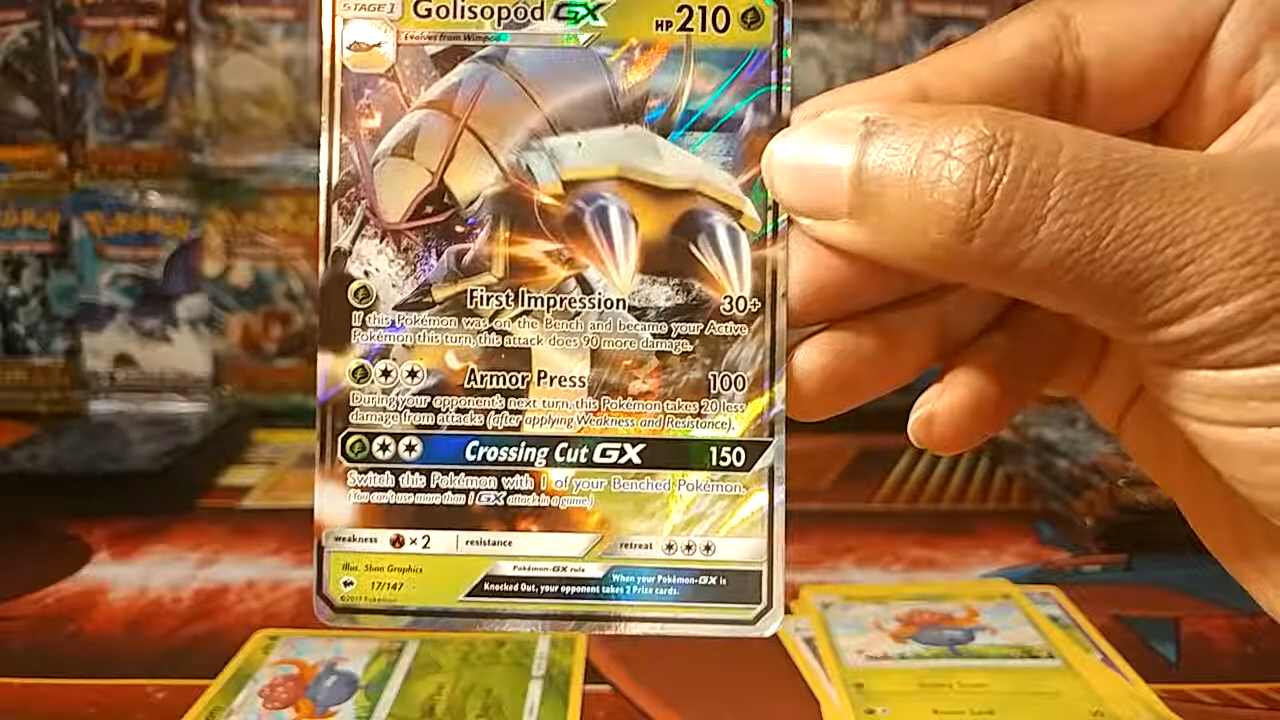 STAGE 1
Golisopod GX
HP 210
Evolves from Wimpod
First Impression 30+
If this Pokémon was on the Bench and became your Active
Pokémon this turn, this attack does 90 more damage.
Armor Press 100
During your opponent's next turn, this Pokémon takes 20 less
damage from attacks (after applying Weakness and Resistance).
Crossing Cut GX 150
Switch this Pokémon with 1 of your Benched Pokémon.
(You can't use more than 1 GX attack in a game.)
weakness ×2 resistance retreat
Illus. 5ban Graphics
17/147
©2017 Pokémon
Pokémon-GX rule
When your Pokémon-GX is
Knocked Out, your opponent takes 2 Prize cards.
Pokémon